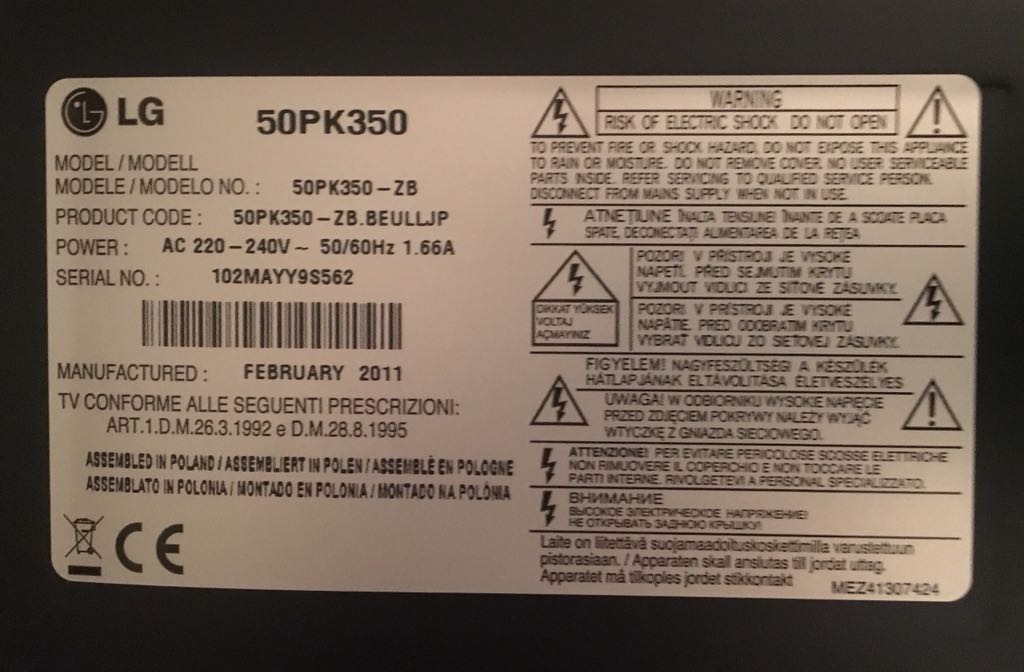 LG
50PK350
MODEL / MODELL
MODELE / MODELO NO. : 50PK350-ZB
PRODUCT CODE : 50PK350-ZB.BEULLJP
POWER : AC 220-240V~ 50/60Hz 1.66A
SERIAL NO. : 102MAYY9S562
MANUFACTURED : FEBRUARY 2011
TV CONFORME ALLE SEGUENTI PRESCRIZIONI:
ART.1.D.M.26.3.1992 e D.M.28.8.1995
ASSEMBLED IN POLAND / ASSEMBLIERT IN POLEN / ASSEMBLÉ EN POLOGNE
ASSEMBLATO IN POLONIA / MONTADO EN POLONIA / MONTADO NA POLÓNIA
CE
WARNING
RISK OF ELECTRIC SHOCK DO NOT OPEN
TO PREVENT FIRE OR SHOCK HAZARD, DO NOT EXPOSE THIS APPLIANCE
TO RAIN OR MOISTURE. DO NOT REMOVE COVER. NO USER SERVICEABLE
PARTS INSIDE. REFER SERVICING TO QUALIFIED SERVICE PERSON.
DISCONNECT FROM MAINS SUPPLY WHEN NOT IN USE.
ATNEȚIUNE ÎNALTA TENSIUNE! ÎNAINTE DE A SCOATE PLACA
SPATE, DECONECTAȚI ALIMENTAREA DE LA REȚEA
DIKKAT YÜKSEK
VOLTAJ
AÇMAYINIZ
POZOR! V PŘÍSTROJI JE VYSOKÉ
NAPĚTÍ. PŘED SEJMUTÍM KRYTU
VYJMOUT VIDLICI ZE SÍŤOVÉ ZÁSUVKY.
POZOR! V PRÍSTROJI JE VYSOKÉ
NAPÄTIE. PRED ODOBRATÍM KRYTU
VYBRAŤ VIDLICU ZO SIEŤOVEJ ZÁSUVKY.
FIGYELEM! NAGYFESZÜLTSÉG! A KÉSZÜLÉK
HÁTLAPJÁNAK ELTÁVOLÍTÁSA ÉLETVESZÉLYES
UWAGA! W ODBIORNIKU WYSOKIE NAPIĘCIE
PRZED ZDJĘCIEM POKRYWY NALEŻY WYJĄĆ
WTYCZKĘ Z GNIAZDA SIECIOWEGO.
ATTENZIONE! PER EVITARE PERICOLOSE SCOSSE ELETTRICHE
NON RIMUOVERE IL COPERCHIO E NON TOCCARE LE
PARTI INTERNE. RIVOLGETEVI A PERSONAL SPECIALIZZATO.
ВНИМАНИЕ
ВЫСОКОЕ ЭЛЕКТРИЧЕСКОЕ НАПРЯЖЕНИЕ!
НЕ ОТКРЫВАТЬ ЗАДНЮЮ КРЫШКУ!
Laite on liitettävä suojamaadoituskoskettimilla varustettuun
pistorasiaan. / Apparaten skall anslutas till jordat uttag.
Apparatet må tilkoples jordet stikkontakt
MEZ41307424